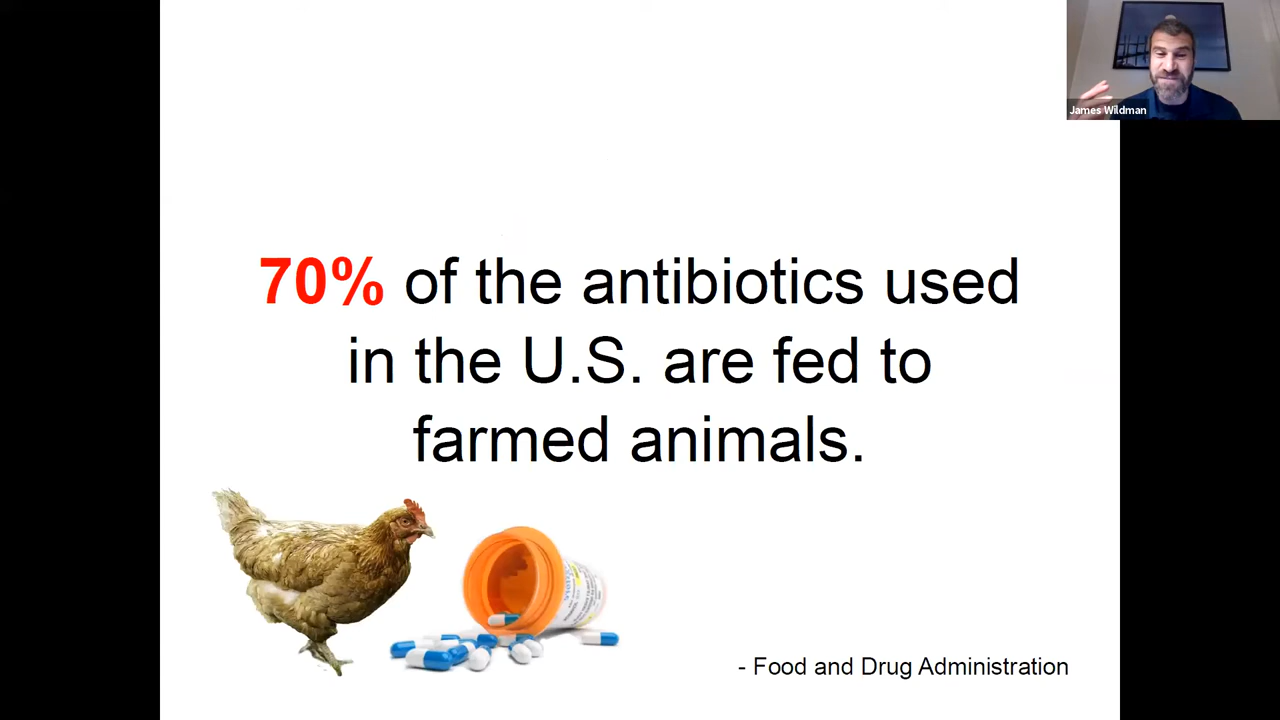 James Wildman
70% of the antibiotics used
in the U.S. are fed to
farmed animals.
- Food and Drug Administration